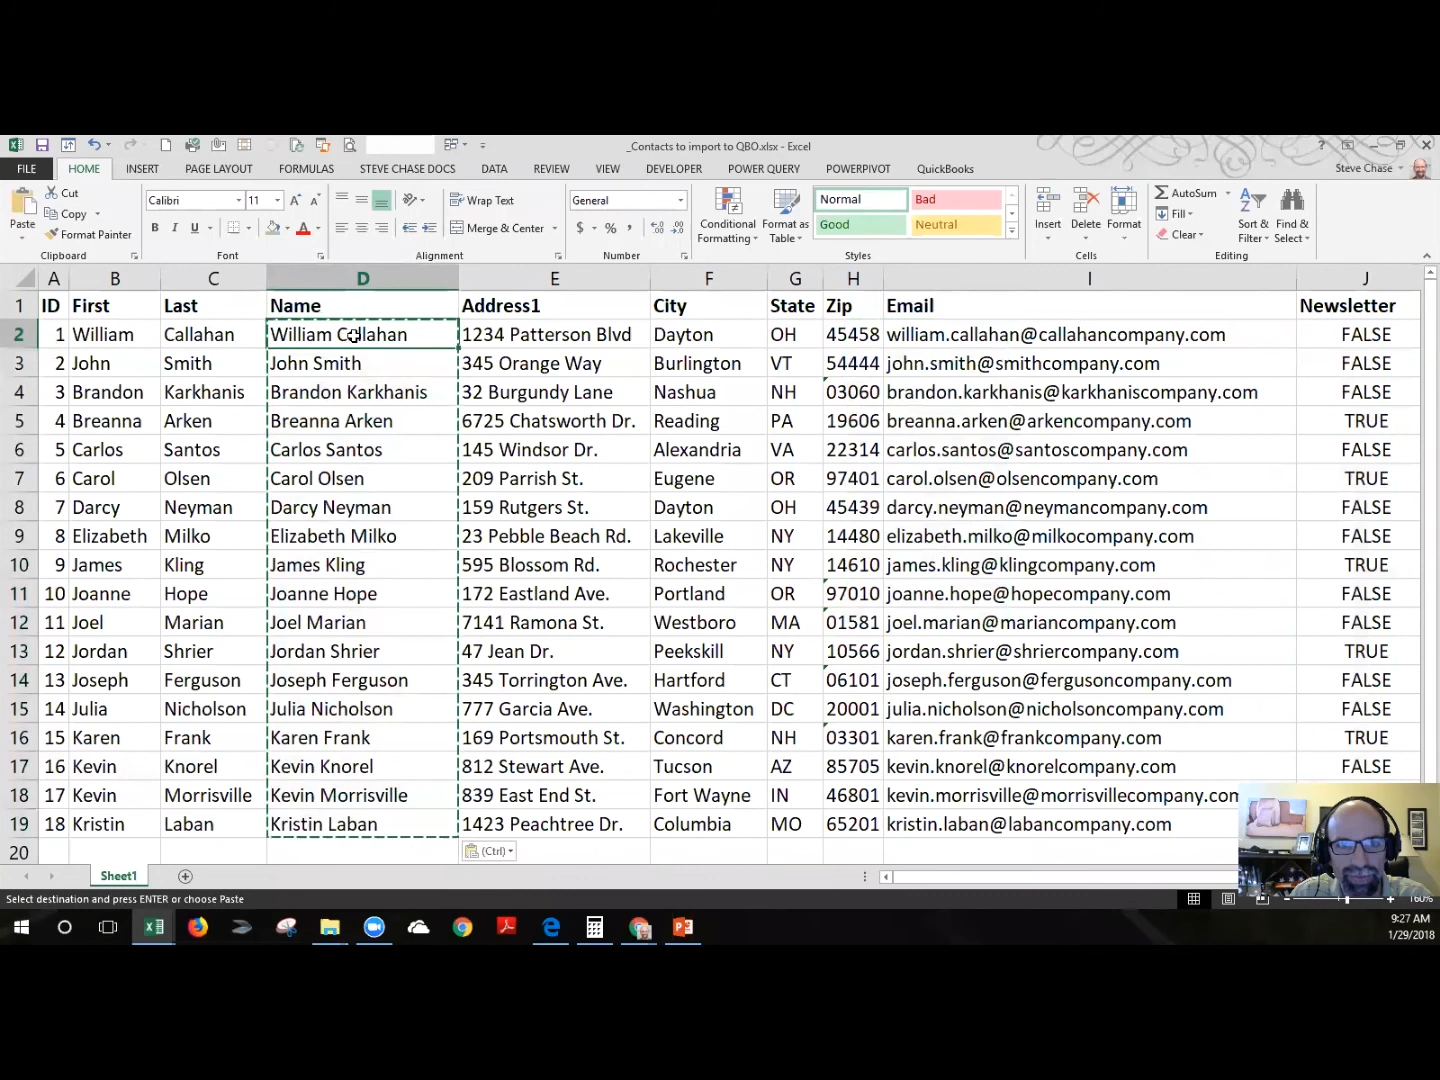 _Contacts to import to QBO.xlsx - Excel
FILE HOME INSERT PAGE LAYOUT FORMULAS STEVE CHASE DOCS DATA REVIEW VIEW DEVELOPER POWER QUERY POWERPIVOT QuickBooks Steve Chase
Paste
Cut
Copy
Format Painter
Clipboard
Calibri 11
B I U
Font
Wrap Text
Merge & Center
Alignment
General
$ % ,
Number
Conditional Formatting
Format as Table
Normal Bad
Good Neutral
Styles
Insert Delete Format
Cells
AutoSum
Fill
Clear
Sort & Filter
Find & Select
Editing
A B C D E F G H I J
1 ID First Last Name Address1 City State Zip Email Newsletter
2 1 William Callahan William Callahan 1234 Patterson Blvd Dayton OH 45458 william.callahan@callahancompany.com FALSE
3 2 John Smith John Smith 345 Orange Way Burlington VT 54444 john.smith@smithcompany.com FALSE
4 3 Brandon Karkhanis Brandon Karkhanis 32 Burgundy Lane Nashua NH 03060 brandon.karkhanis@karkhaniscompany.com FALSE
5 4 Breanna Arken Breanna Arken 6725 Chatsworth Dr. Reading PA 19606 breanna.arken@arkencompany.com TRUE
6 5 Carlos Santos Carlos Santos 145 Windsor Dr. Alexandria VA 22314 carlos.santos@santoscompany.com FALSE
7 6 Carol Olsen Carol Olsen 209 Parrish St. Eugene OR 97401 carol.olsen@olsencompany.com TRUE
8 7 Darcy Neyman Darcy Neyman 159 Rutgers St. Dayton OH 45439 darcy.neyman@neymancompany.com FALSE
9 8 Elizabeth Milko Elizabeth Milko 23 Pebble Beach Rd. Lakeville NY 14480 elizabeth.milko@milkocompany.com FALSE
10 9 James Kling James Kling 595 Blossom Rd. Rochester NY 14610 james.kling@klingcompany.com TRUE
11 10 Joanne Hope Joanne Hope 172 Eastland Ave. Portland OR 97010 joanne.hope@hopecompany.com FALSE
12 11 Joel Marian Joel Marian 7141 Ramona St. Westboro MA 01581 joel.marian@mariancompany.com FALSE
13 12 Jordan Shrier Jordan Shrier 47 Jean Dr. Peekskill NY 10566 jordan.shrier@shriercompany.com TRUE
14 13 Joseph Ferguson Joseph Ferguson 345 Torrington Ave. Hartford CT 06101 joseph.ferguson@fergusoncompany.com FALSE
15 14 Julia Nicholson Julia Nicholson 777 Garcia Ave. Washington DC 20001 julia.nicholson@nicholsoncompany.com FALSE
16 15 Karen Frank Karen Frank 169 Portsmouth St. Concord NH 03301 karen.frank@frankcompany.com TRUE
17 16 Kevin Knorel Kevin Knorel 812 Stewart Ave. Tucson AZ 85705 kevin.knorel@knorelcompany.com FALSE
18 17 Kevin Morrisville Kevin Morrisville 839 East End St. Fort Wayne IN 46801 kevin.morrisville@morrisvillecom
19 18 Kristin Laban Kristin Laban 1423 Peachtree Dr. Columbia MO 65201 kristin.laban@labancompany.com
20
(Ctrl)
Sheet1
Select destination and press ENTER or choose Paste
160%
9:27 AM
1/29/2018